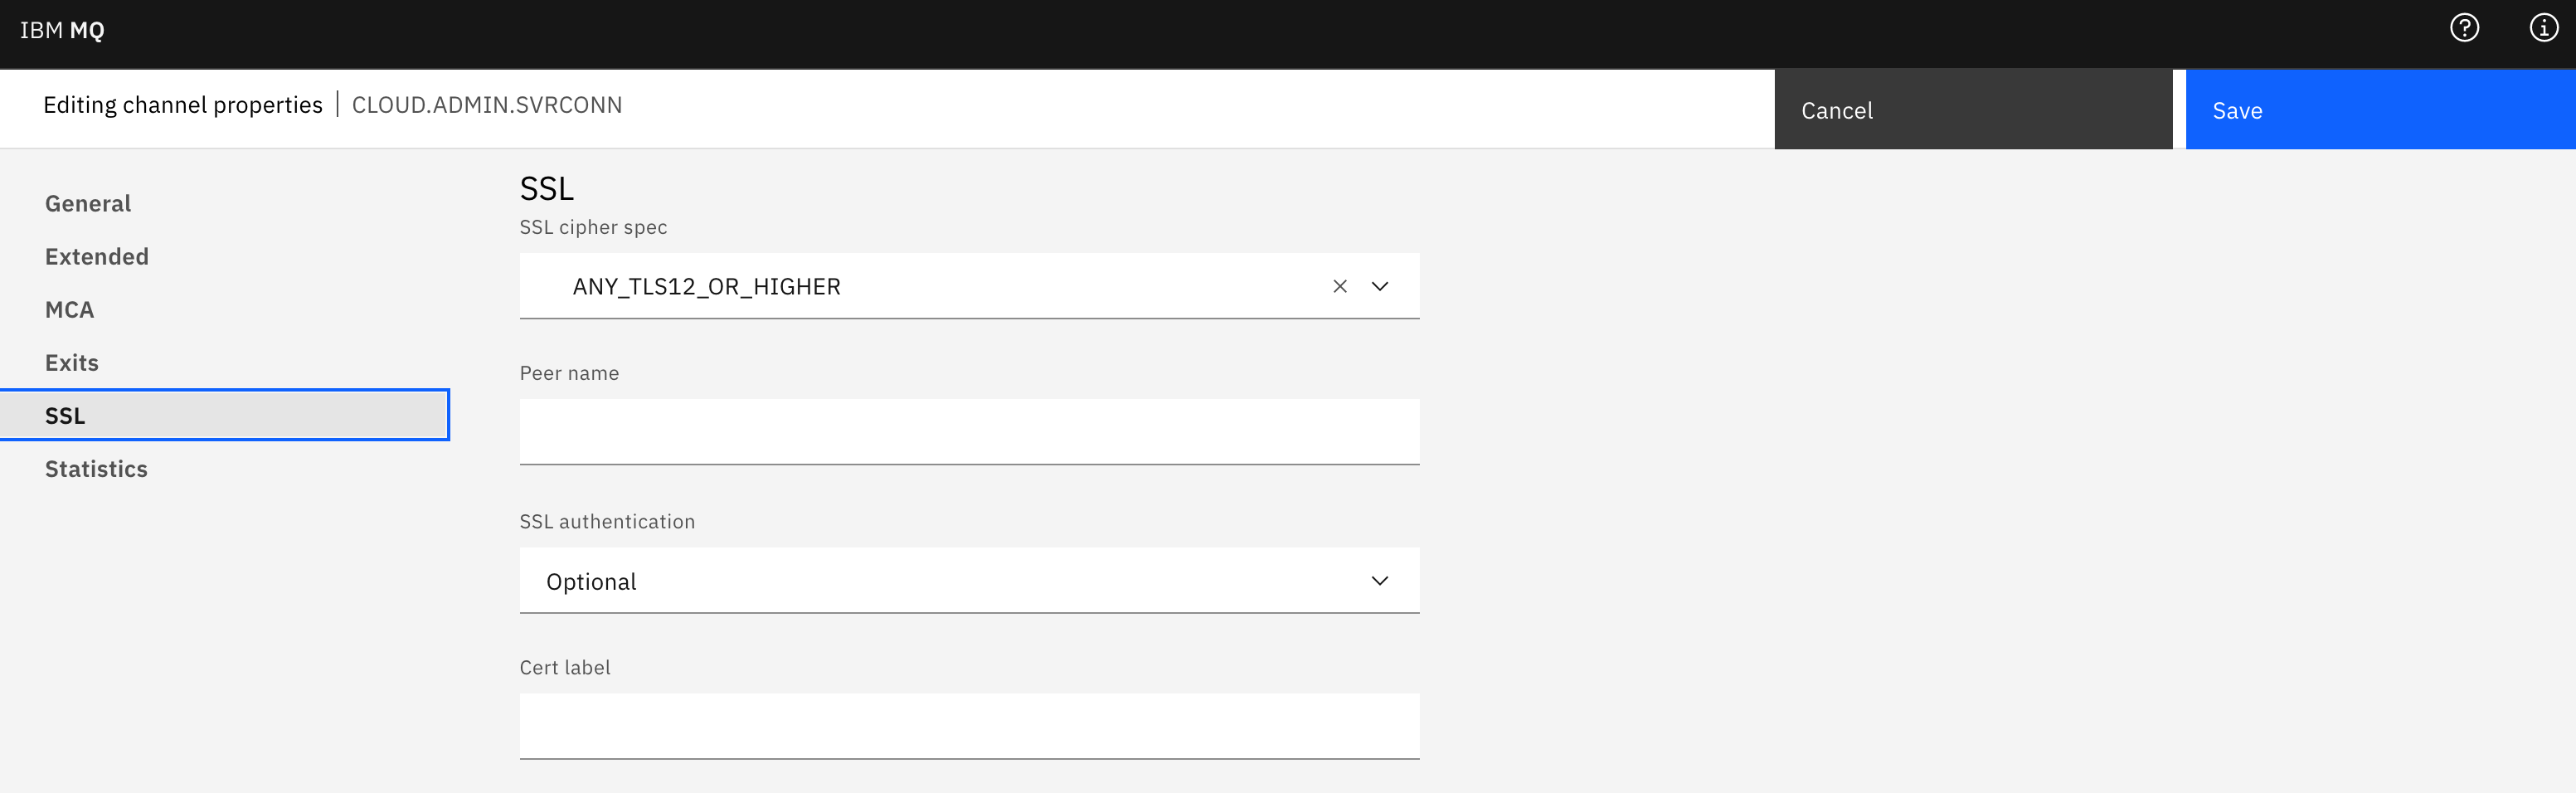 IBM MQ
Editing channel properties | CLOUD.ADMIN.SVRCONN
Cancel
Save
General
Extended
MCA
Exits
SSL
Statistics
SSL
SSL cipher spec
ANY_TLS12_OR_HIGHER
Peer name
SSL authentication
Optional
Cert label